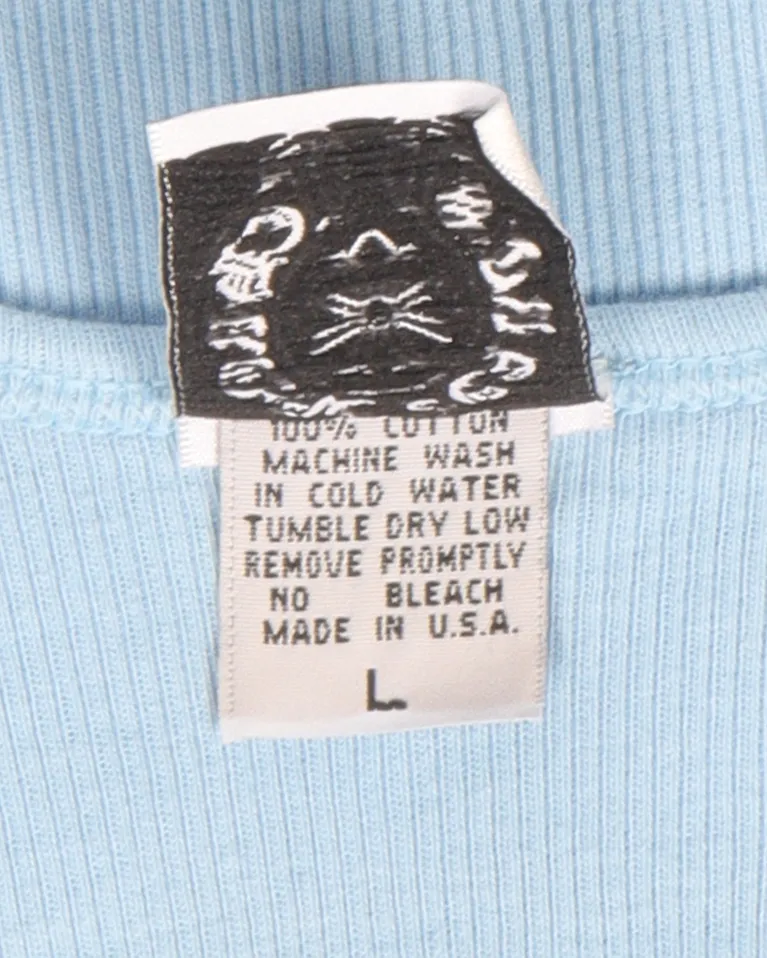 100% COTTON
MACHINE WASH
IN COLD WATER
TUMBLE DRY LOW
REMOVE PROMPTLY
NO BLEACH
MADE IN U.S.A.
L